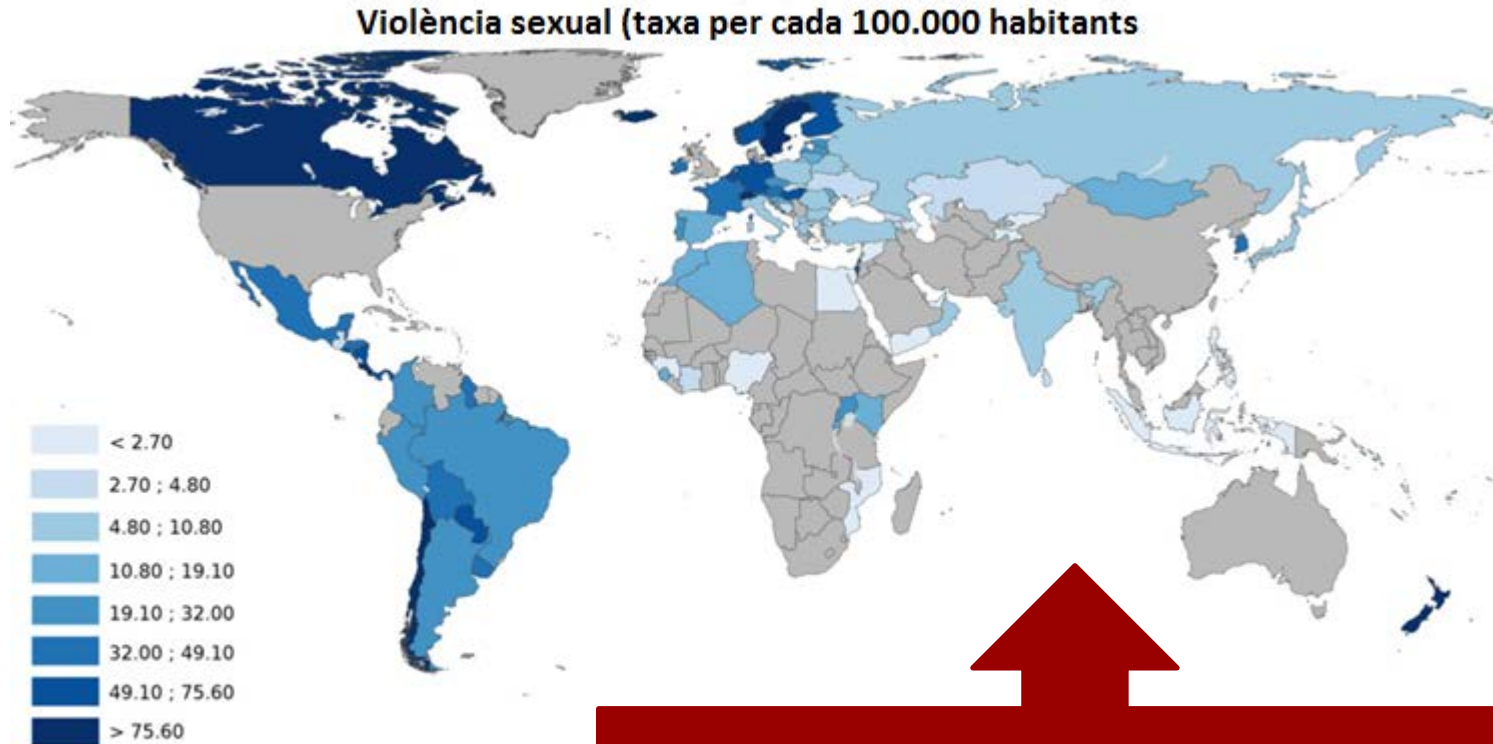 Violència sexual (taxa per cada 100.000 habitants
< 2.70
2.70 ; 4.80
4.80 ; 10.80
10.80 ; 19.10
19.10 ; 32.00
32.00 ; 49.10
49.10 ; 75.60
> 75.60